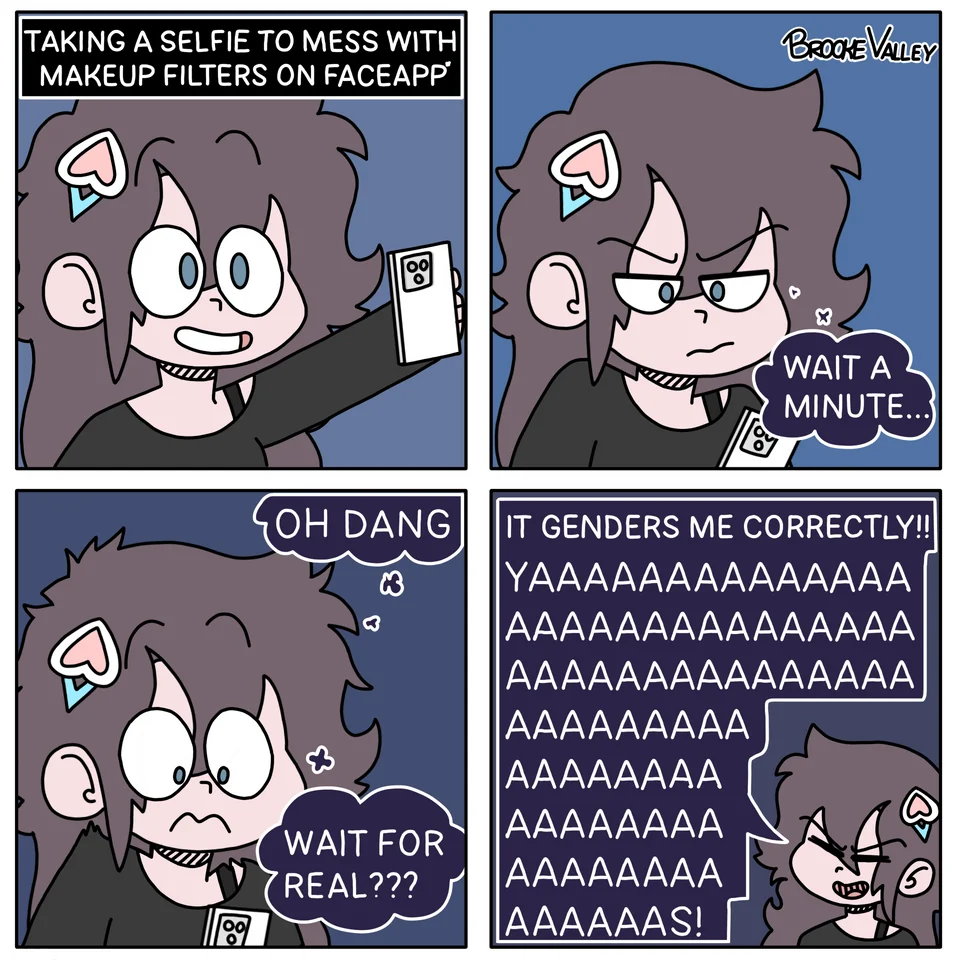 TAKING A SELFIE TO MESS WITH
MAKEUP FILTERS ON FACEAPP
BROOKE VALLEY
WAIT A
MINUTE...
OH DANG
WAIT FOR
REAL???
IT GENDERS ME CORRECTLY!!
YAAAAAAAAAAAAAA
AAAAAAAAAAAAAAA
AAAAAAAAAAAAAAA
AAAAAAAAA
AAAAAAAA
AAAAAAAA
AAAAAAAA
AAAAAAS!